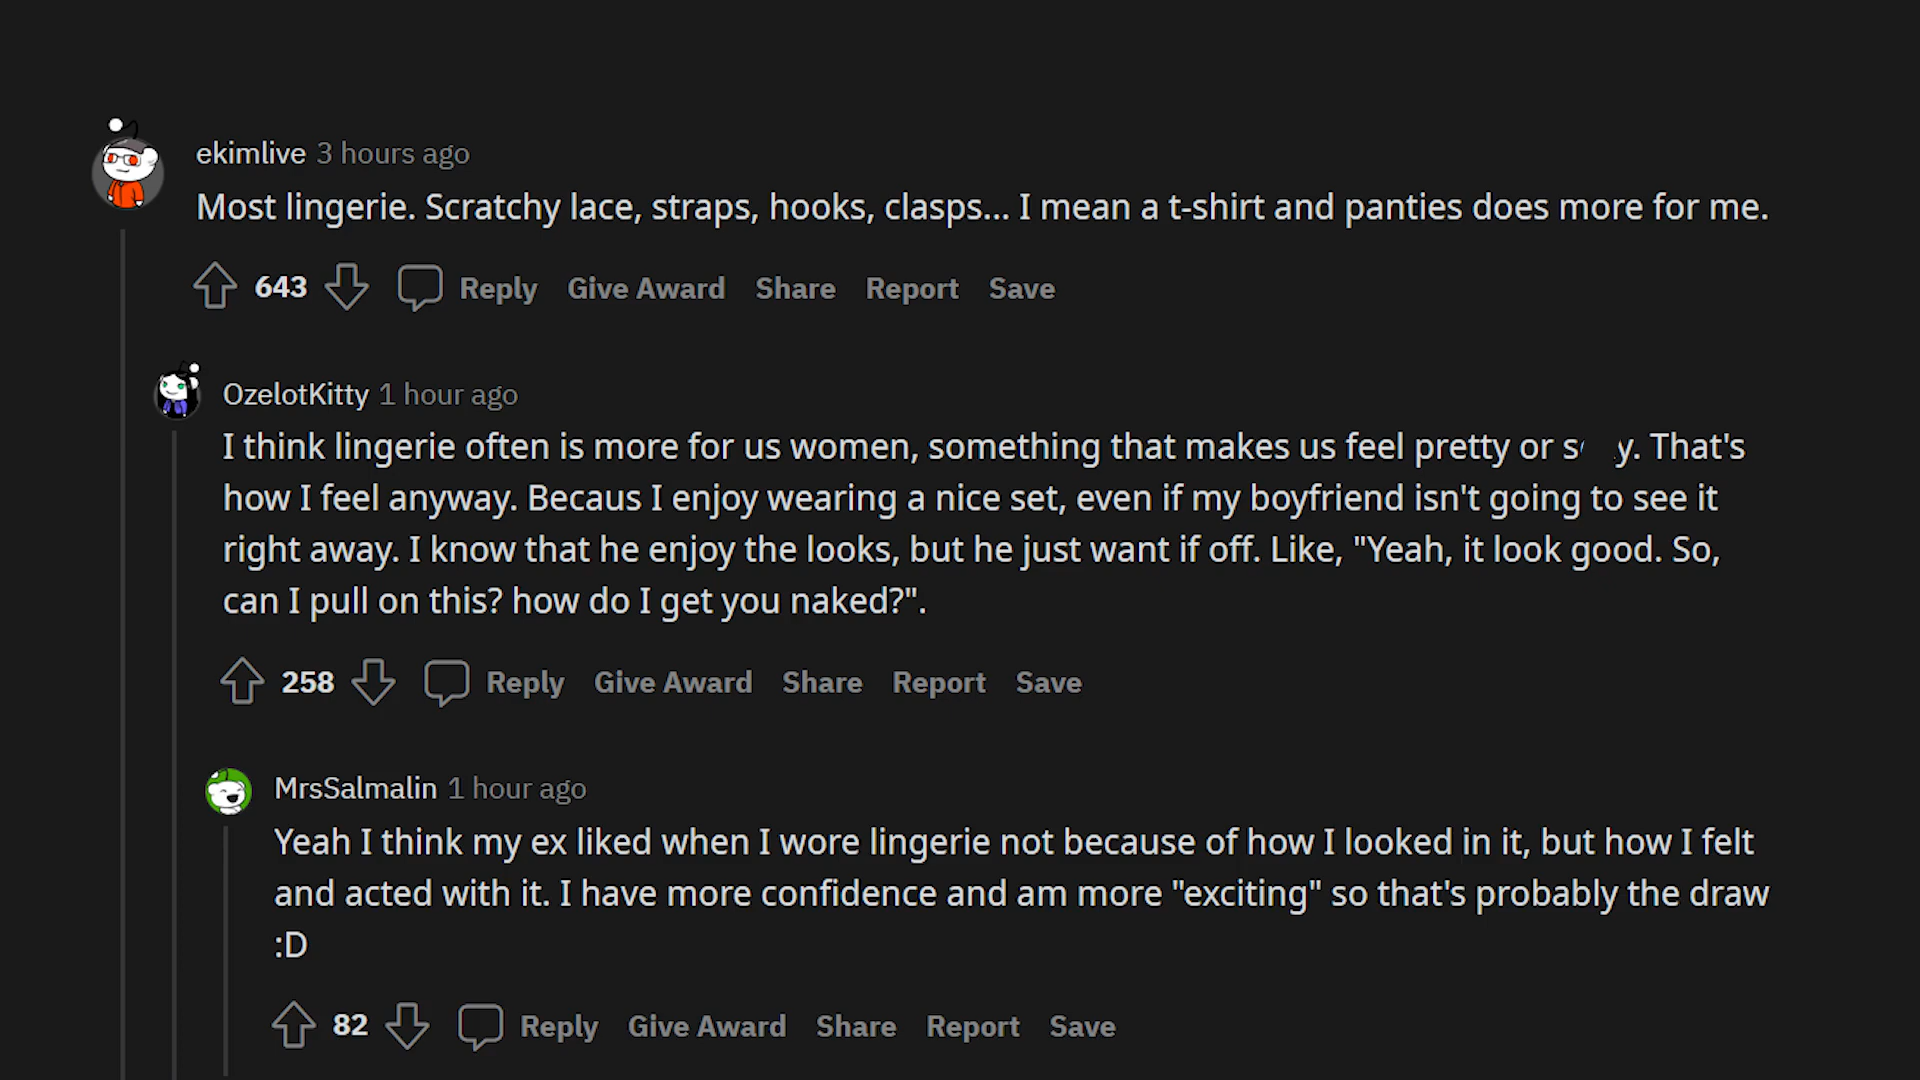 ekimlive 3 hours ago
Most lingerie. Scratchy lace, straps, hooks, clasps... I mean a t-shirt and panties does more for me.
643 Reply Give Award Share Report Save
OzelotKitty 1 hour ago
I think lingerie often is more for us women, something that makes us feel pretty or s y. That's
how I feel anyway. Becaus I enjoy wearing a nice set, even if my boyfriend isn't going to see it
right away. I know that he enjoy the looks, but he just want if off. Like, "Yeah, it look good. So,
can I pull on this? how do I get you naked?".
258 Reply Give Award Share Report Save
MrsSalmalin 1 hour ago
Yeah I think my ex liked when I wore lingerie not because of how I looked in it, but how I felt
and acted with it. I have more confidence and am more "exciting" so that's probably the draw
:D
82 Reply Give Award Share Report Save